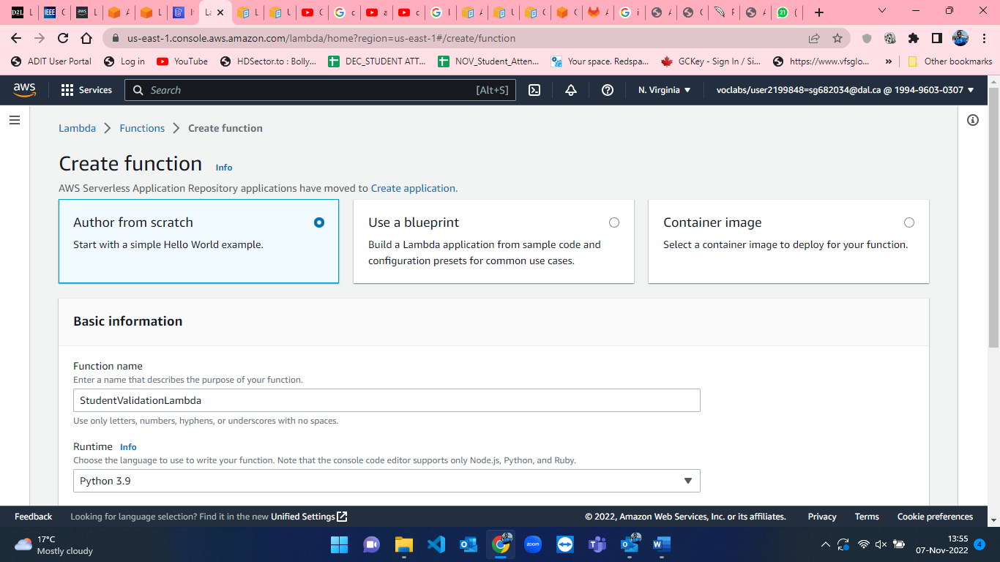 D2L L
IEEE C
aws L
A
L
I
La
L
U
C
c
a
c
I
A
U
C
C
A
i
A
C
F
A
21 (
us-east-1.console.aws.amazon.com/lambda/home?region=us-east-1#/create/function
ADIT User Portal
Log in
YouTube
HDSector.to : Bolly...
DEC_STUDENT ATT...
NOV_Student_Atten...
Your space. Redspa...
GCKey - Sign In / Si...
https://www.vfsglo...
»
Other bookmarks
aws
Services
Search
[Alt+S]
N. Virginia
voclabs/user2199848=sg682034@dal.ca @ 1994-9603-0307
Lambda
Functions
Create function
Create function Info
AWS Serverless Application Repository applications have moved to Create application.
Author from scratch
Start with a simple Hello World example.
Use a blueprint
Build a Lambda application from sample code and
configuration presets for common use cases.
Container image
Select a container image to deploy for your function.
Basic information
Function name
Enter a name that describes the purpose of your function.
StudentValidationLambda
Use only letters, numbers, hyphens, or underscores with no spaces.
Runtime Info
Choose the language to use to write your function. Note that the console code editor supports only Node.js, Python, and Ruby.
Python 3.9
Feedback
Looking for language selection? Find it in the new Unified Settings
© 2022, Amazon Web Services, Inc. or its affiliates.
Privacy
Terms
Cookie preferences
17°C
Mostly cloudy
zoom
13:55
07-Nov-2022
4